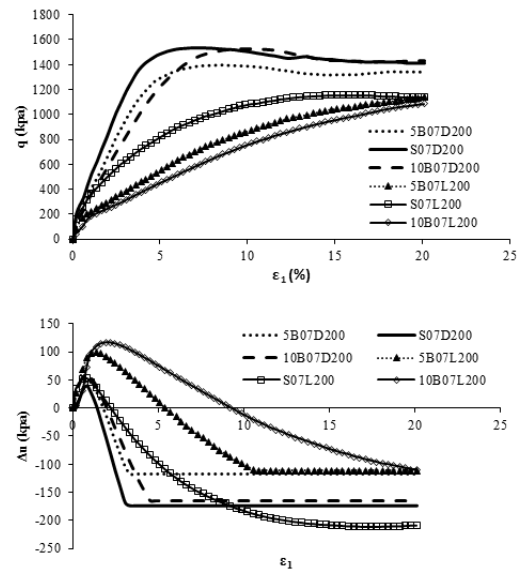 1800
1600
1400
1200
1000
800
600
400
200
0
q (kpa)
0 5 10 15 20 25
ε1 (%)
5B07D200
S07D200
10B07D200
5B07L200
S07L200
10B07L200
150
100
50
0
-50
-100
-150
-200
-250
Δu (kpa)
0 5 10 15 20 25
5B07D200 S07D200
10B07D200 5B07L200
S07L200 10B07L200
ε1